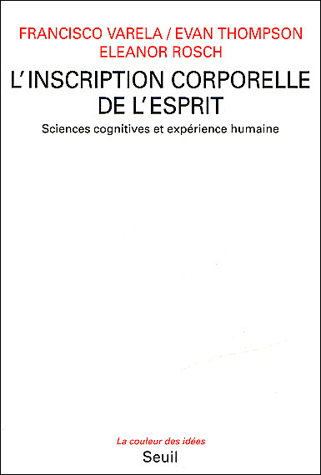 FRANCISCO VARELA / EVAN THOMPSON
ELEANOR ROSCH
L'INSCRIPTION CORPORELLE
DE L'ESPRIT
Sciences cognitives et expérience humaine
La couleur des idées
Seuil